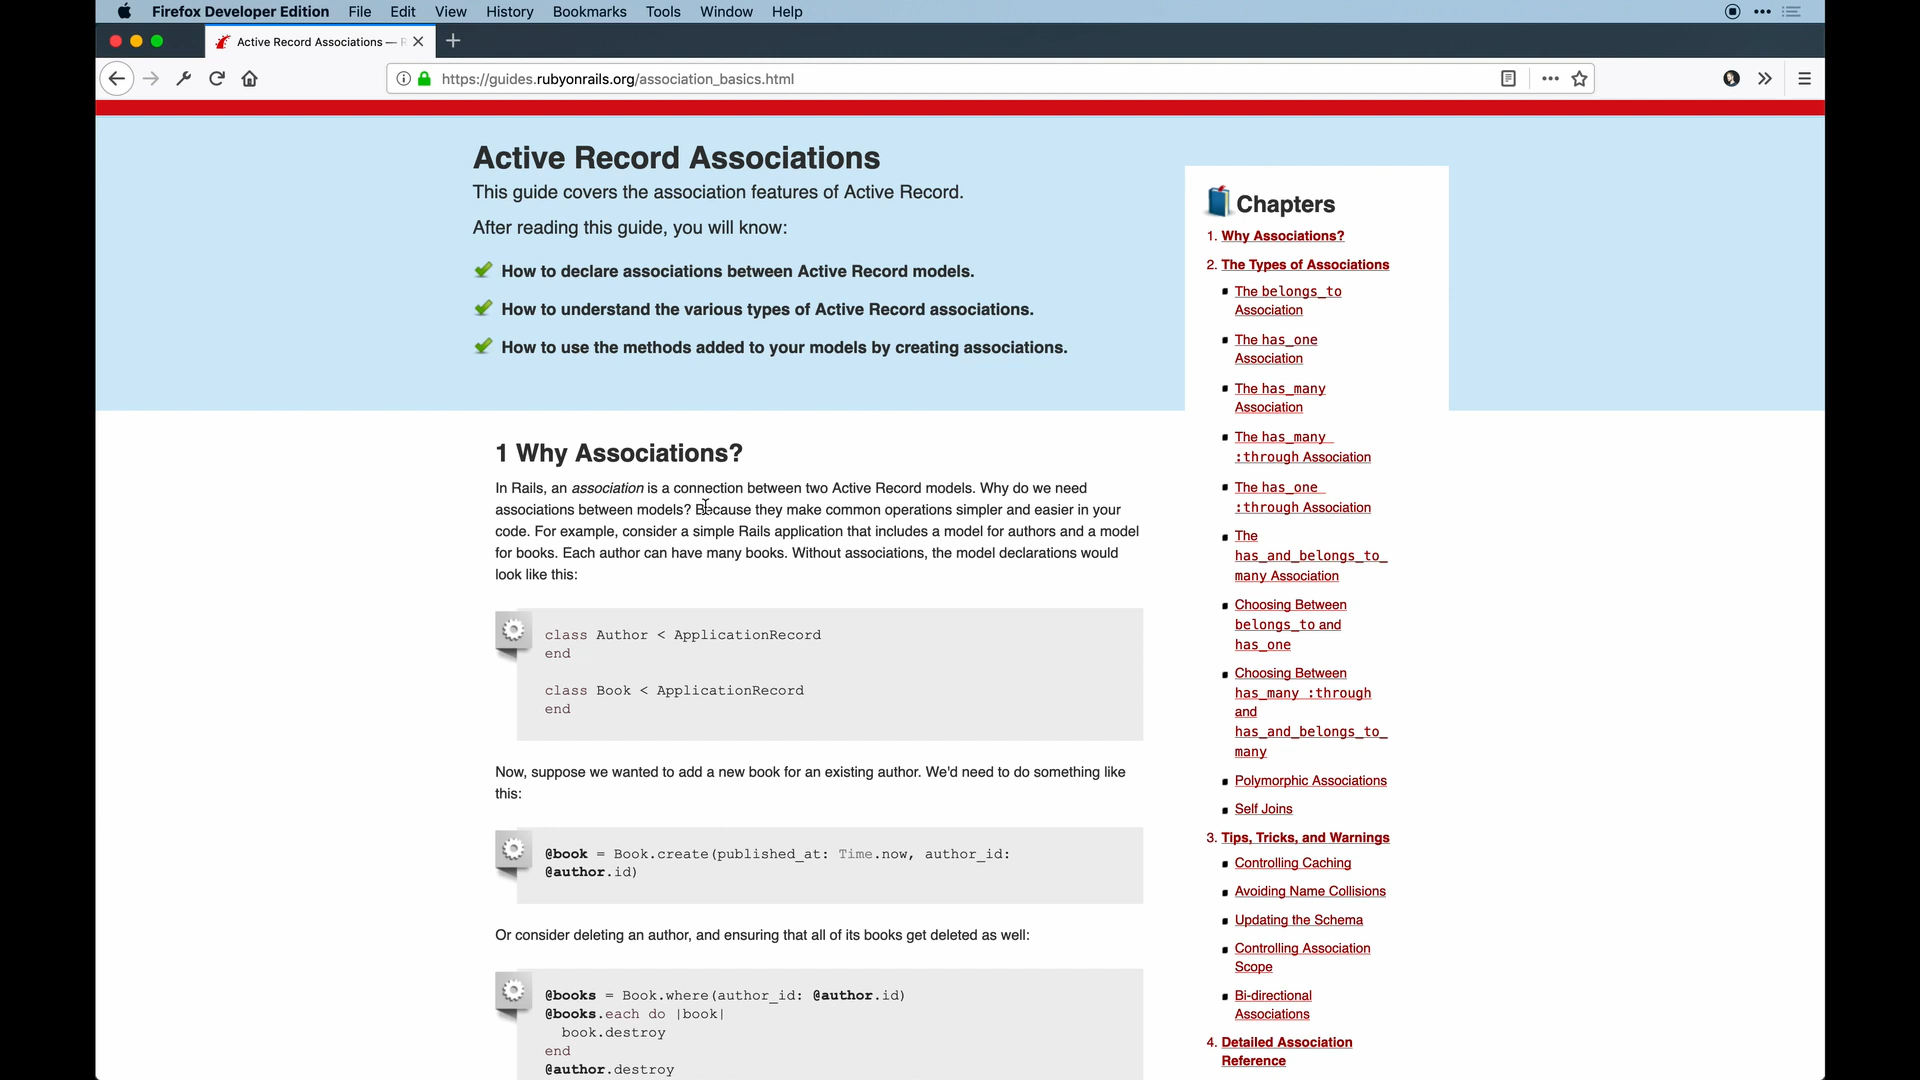 Firefox Developer Edition File Edit View History Bookmarks Tools Window Help
Active Record Associations —
https://guides.rubyonrails.org/association_basics.html
Active Record Associations
This guide covers the association features of Active Record.
After reading this guide, you will know:
How to declare associations between Active Record models.
How to understand the various types of Active Record associations.
How to use the methods added to your models by creating associations.
1 Why Associations?
In Rails, an association is a connection between two Active Record models. Why do we need
associations between models? Because they make common operations simpler and easier in your
code. For example, consider a simple Rails application that includes a model for authors and a model
for books. Each author can have many books. Without associations, the model declarations would
look like this:
class Author < ApplicationRecord
end
class Book < ApplicationRecord
end
Now, suppose we wanted to add a new book for an existing author. We'd need to do something like
this:
@book = Book.create(published_at: Time.now, author_id:
@author.id)
Or consider deleting an author, and ensuring that all of its books get deleted as well:
@books = Book.where(author_id: @author.id)
@books.each do |book|
book.destroy
end
@author.destroy
Chapters
1. Why Associations?
2. The Types of Associations
The belongs_to
Association
The has_one
Association
The has_many
Association
The has_many
:through Association
The has_one
:through Association
The
has_and_belongs_to_
many Association
Choosing Between
belongs_to and
has_one
Choosing Between
has_many :through
and
has_and_belongs_to_
many
Polymorphic Associations
Self Joins
3. Tips, Tricks, and Warnings
Controlling Caching
Avoiding Name Collisions
Updating the Schema
Controlling Association
Scope
Bi-directional
Associations
4. Detailed Association
Reference